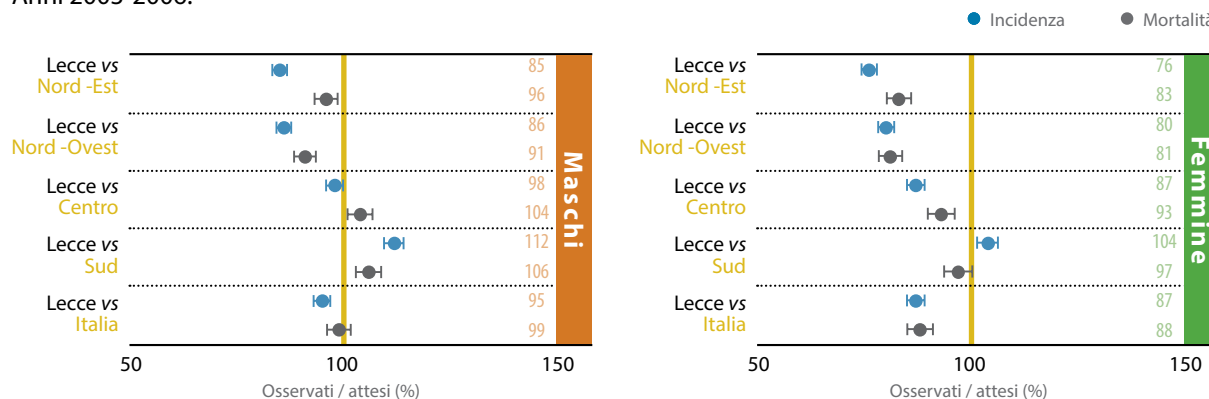 Anni 2003-2006.
Incidenza
Mortalità
Lecce vs
Nord -Est
85
96
Lecce vs
Nord -Ovest
86
91
Lecce vs
Centro
98
104
Lecce vs
Sud
112
106
Lecce vs
Italia
95
99
Maschi
50
100
150
Osservati / attesi (%)
Lecce vs
Nord -Est
76
83
Lecce vs
Nord -Ovest
80
81
Lecce vs
Centro
87
93
Lecce vs
Sud
104
97
Lecce vs
Italia
87
88
Femmine
50
100
150
Osservati / attesi (%)